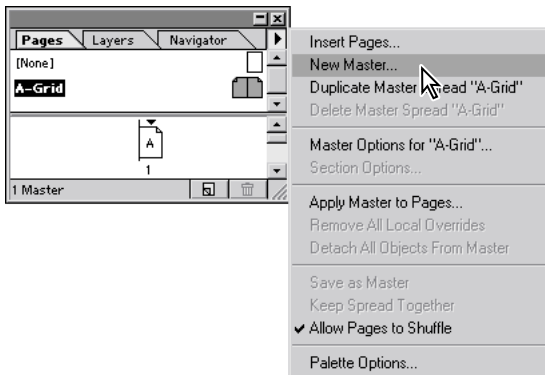 Pages Layers Navigator
[None]
A-Grid
A
1
1 Master
Insert Pages...
New Master...
Duplicate Master Spread "A-Grid"
Delete Master Spread "A-Grid"
Master Options for "A-Grid"...
Section Options...
Apply Master to Pages...
Remove All Local Overrides
Detach All Objects From Master
Save as Master
Keep Spread Together
Allow Pages to Shuffle
Palette Options...